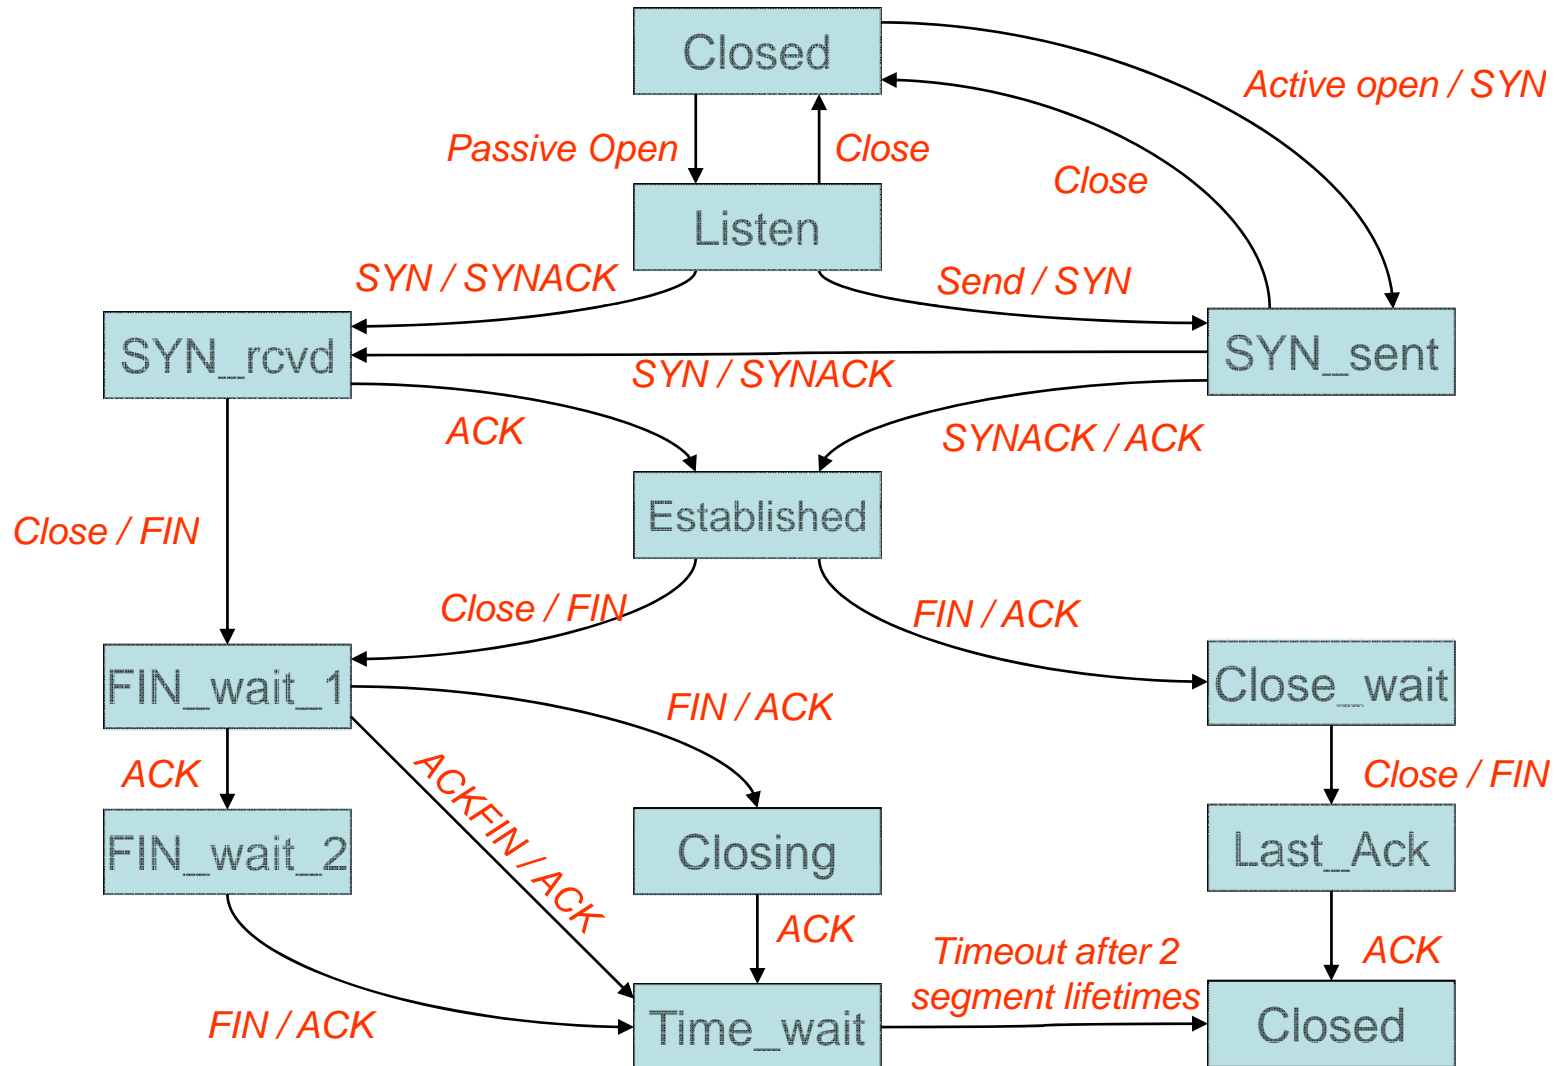 Closed
Active open / SYN
Passive Open
Close
Close
Listen
SYN / SYNACK
Send / SYN
SYN_rcvd
SYN_sent
SYN / SYNACK
ACK
SYNACK / ACK
Established
Close / FIN
Close / FIN
FIN / ACK
FIN_wait_1
Close_wait
FIN / ACK
ACK
ACKFIN / ACK
Close / FIN
FIN_wait_2
Closing
Last_Ack
ACK
Timeout after 2
segment lifetimes
ACK
FIN / ACK
Time_wait
Closed